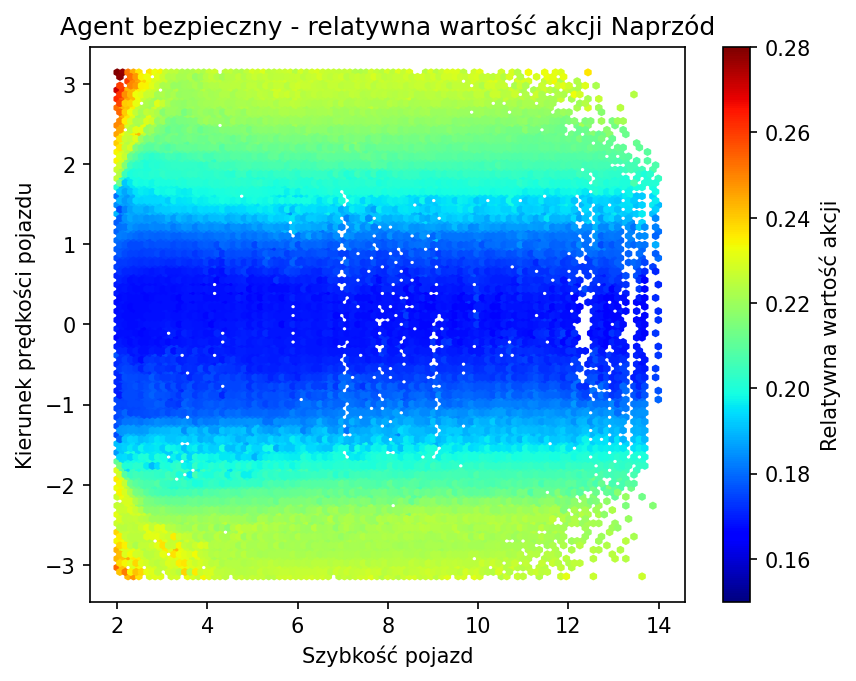 Agent bezpieczny - relatywna wartość akcji Naprzód
Kierunek prędkości pojazdu
3
2
1
0
−1
−2
−3
2 4 6 8 10 12 14
Szybkość pojazd
0.28
0.26
0.24
0.22
0.20
0.18
0.16
Relatywna wartość akcji